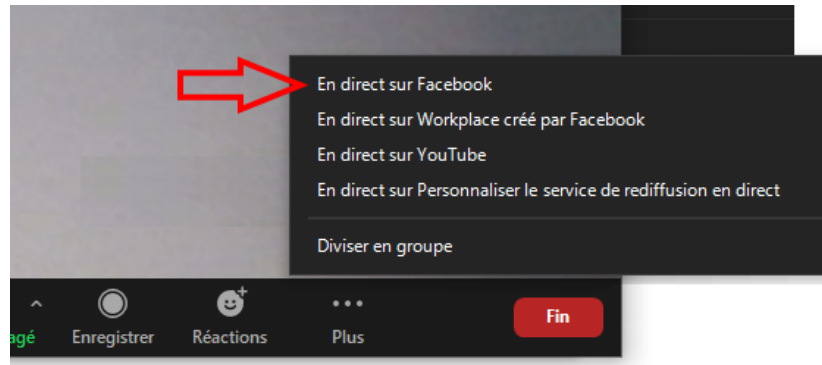 En direct sur Facebook
En direct sur Workplace créé par Facebook
En direct sur YouTube
En direct sur Personnaliser le service de rediffusion en direct
Diviser en groupe
agé
Enregistrer
Réactions
Plus
Fin